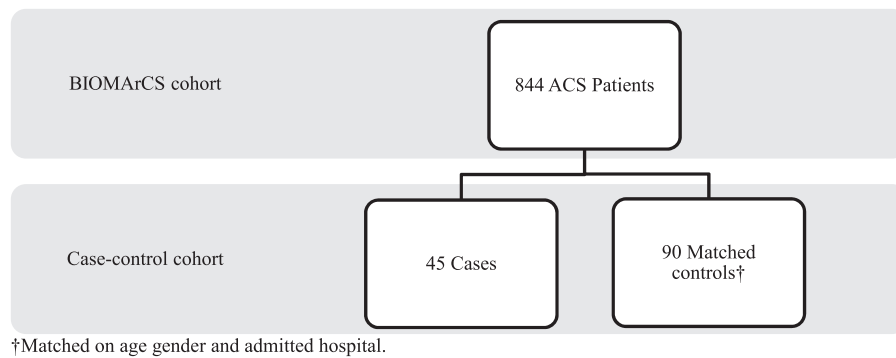 BIOMArCS cohort
844 ACS Patients
Case-control cohort
45 Cases
90 Matched
controls†
†Matched on age gender and admitted hospital.